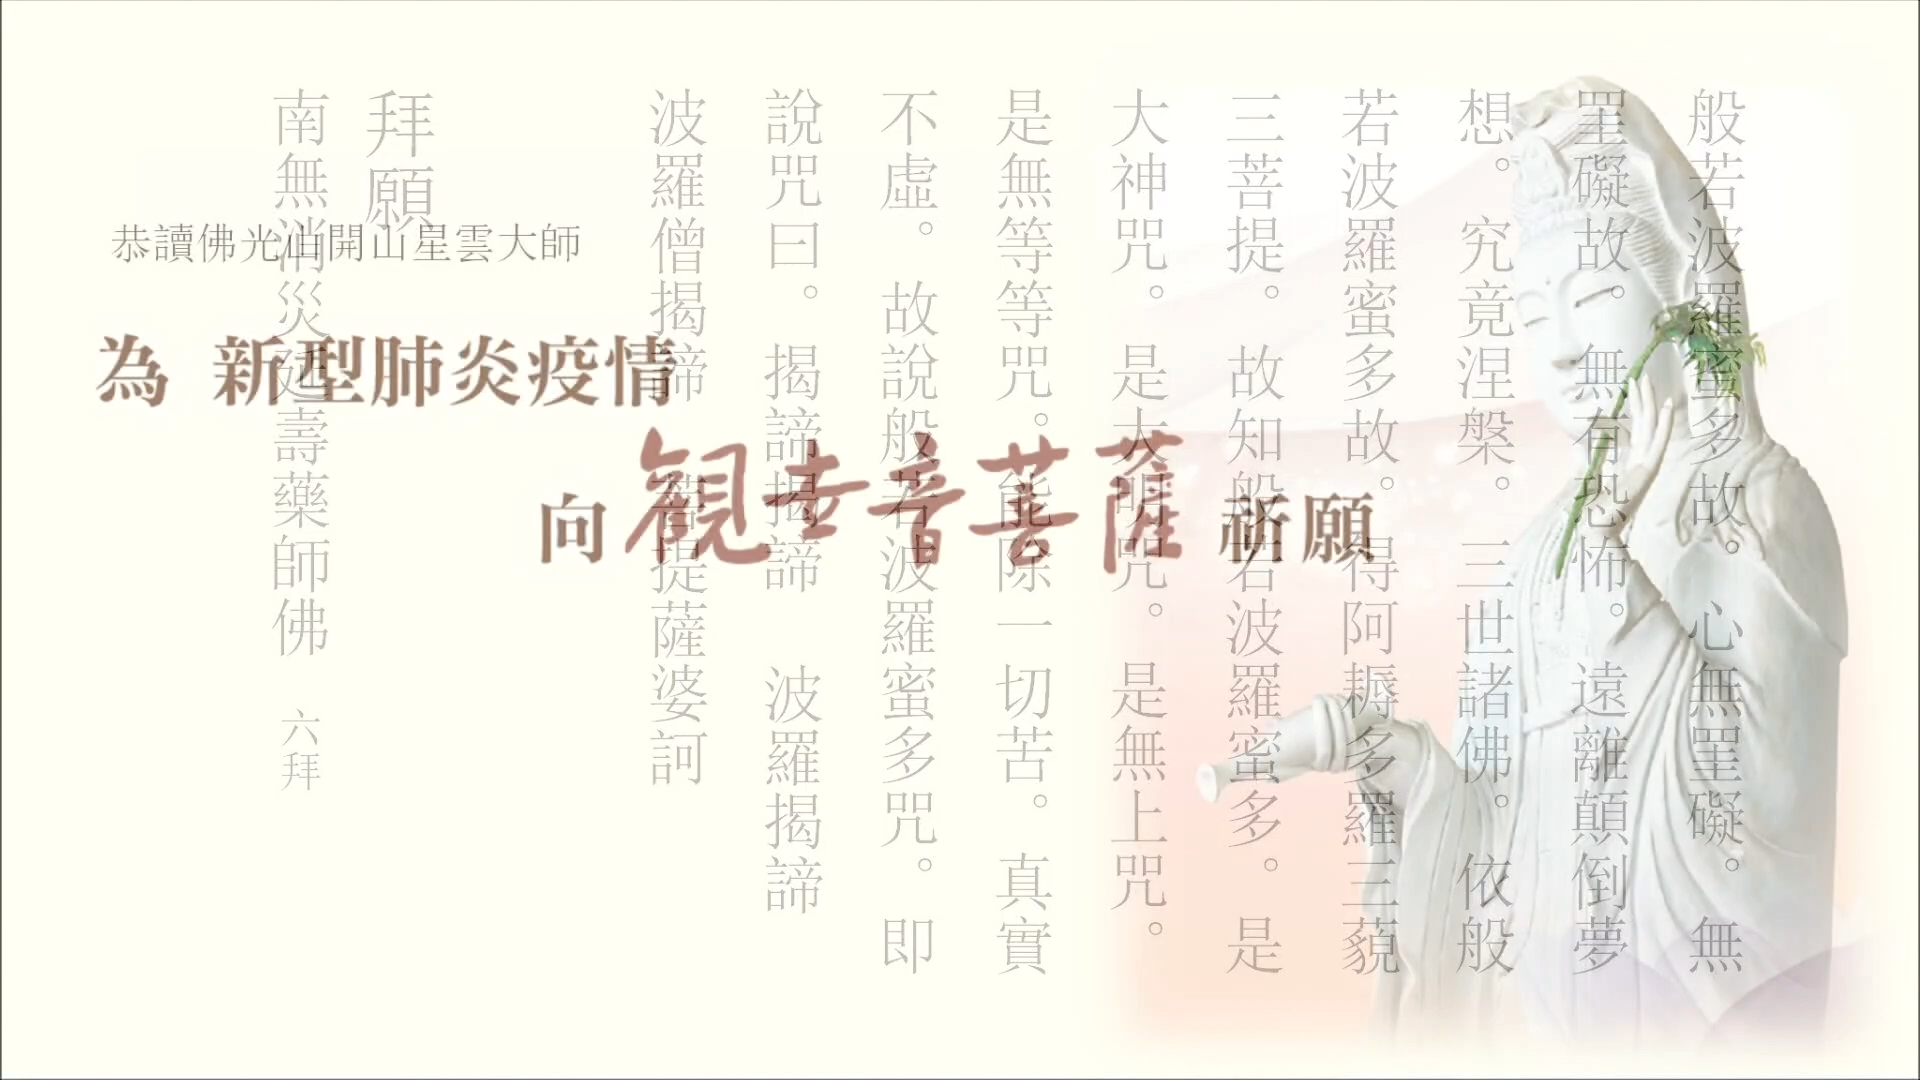 般若波羅蜜多故。心無罣礙。無
罣礙故。無有恐怖。遠離顛倒夢
想。究竟涅槃。三世諸佛。依般
若波羅蜜多故。得阿耨多羅三藐
三菩提。故知般若波羅蜜多。是
大神咒。是大明咒。是無上咒。
是無等等咒。能除一切苦。真實
不虛。故說般若波羅蜜多咒。即
說咒曰。揭諦揭諦 波羅揭諦
波羅僧揭諦 菩提薩婆訶
拜願
南無消災延壽藥師佛 六拜
恭讀佛光山開山星雲大師
為 新型肺炎疫情
向 觀世音菩薩 祈願